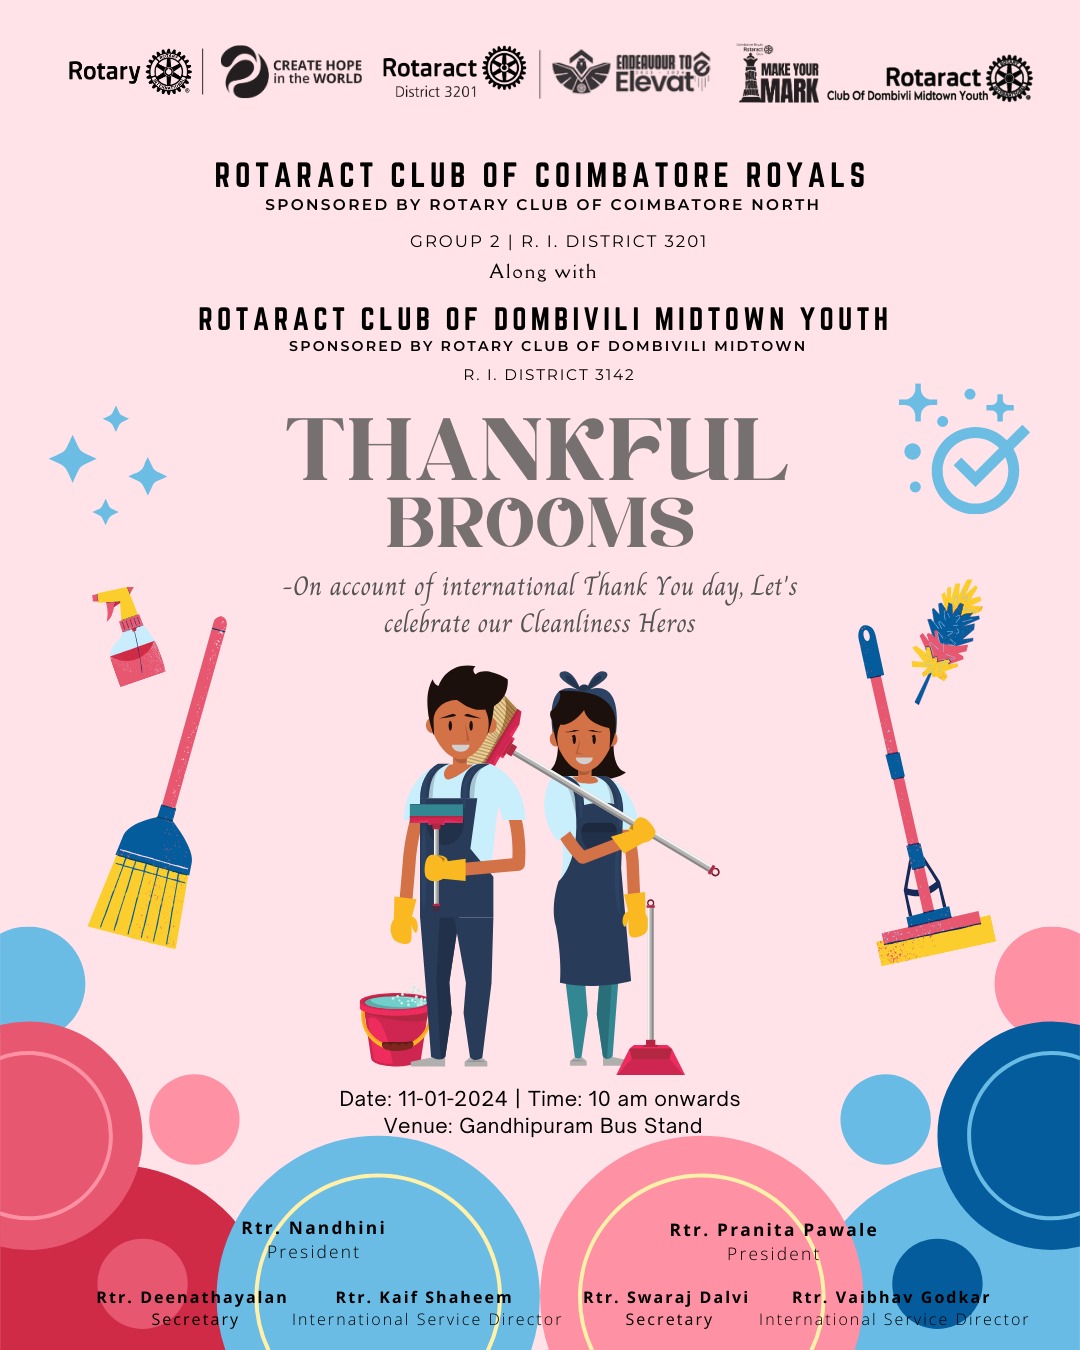 Rotary
CREATE HOPE
in the WORLD
Rotaract
District 3201
ENDEAVOUR TO
Elevate
MAKE YOUR
MARK
Rotaract
Club Of Dombivli Midtown Youth
ROTARACT CLUB OF COIMBATORE ROYALS
SPONSORED BY ROTARY CLUB OF COIMBATORE NORTH
GROUP 2 | R. I. DISTRICT 3201
Along with
ROTARACT CLUB OF DOMBIVILI MIDTOWN YOUTH
SPONSORED BY ROTARY CLUB OF DOMBIVILI MIDTOWN
R. I. DISTRICT 3142
THANKFUL
BROOMS
-On account of international Thank You day, Let's
celebrate our Cleanliness Heros
Date: 11-01-2024 | Time: 10 am onwards
Venue: Gandhipuram Bus Stand
Rtr. Nandhini
President
Rtr. Pranita Pawale
President
Rtr. Deenathayalan
Secretary
Rtr. Kaif Shaheem
International Service Director
Rtr. Swaraj Dalvi
Secretary
Rtr. Vaibhav Godkar
International Service Director